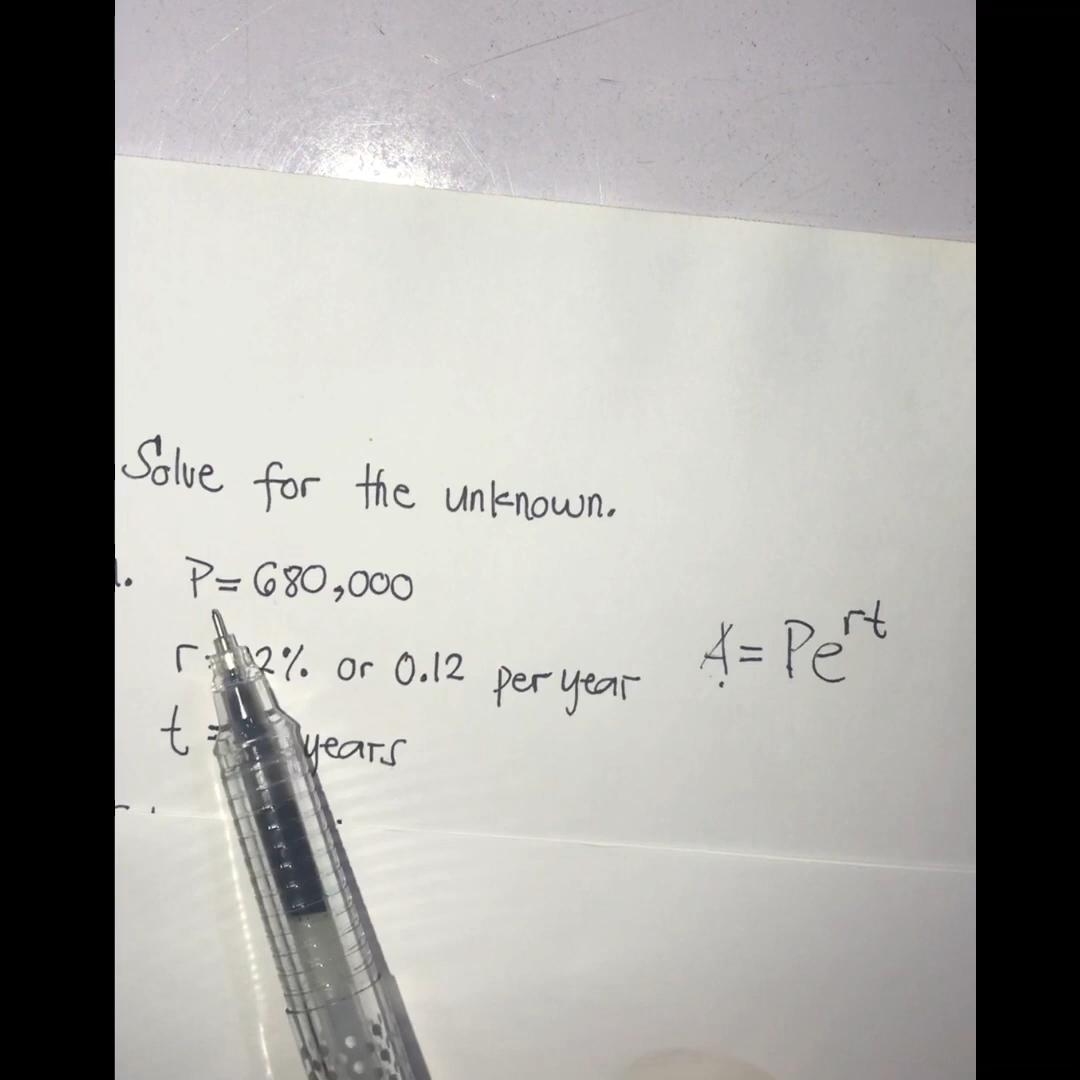 Solve for the unknown.
. P = 680,000
r 2% or 0.12 per year
t = years
A = Pe^rt